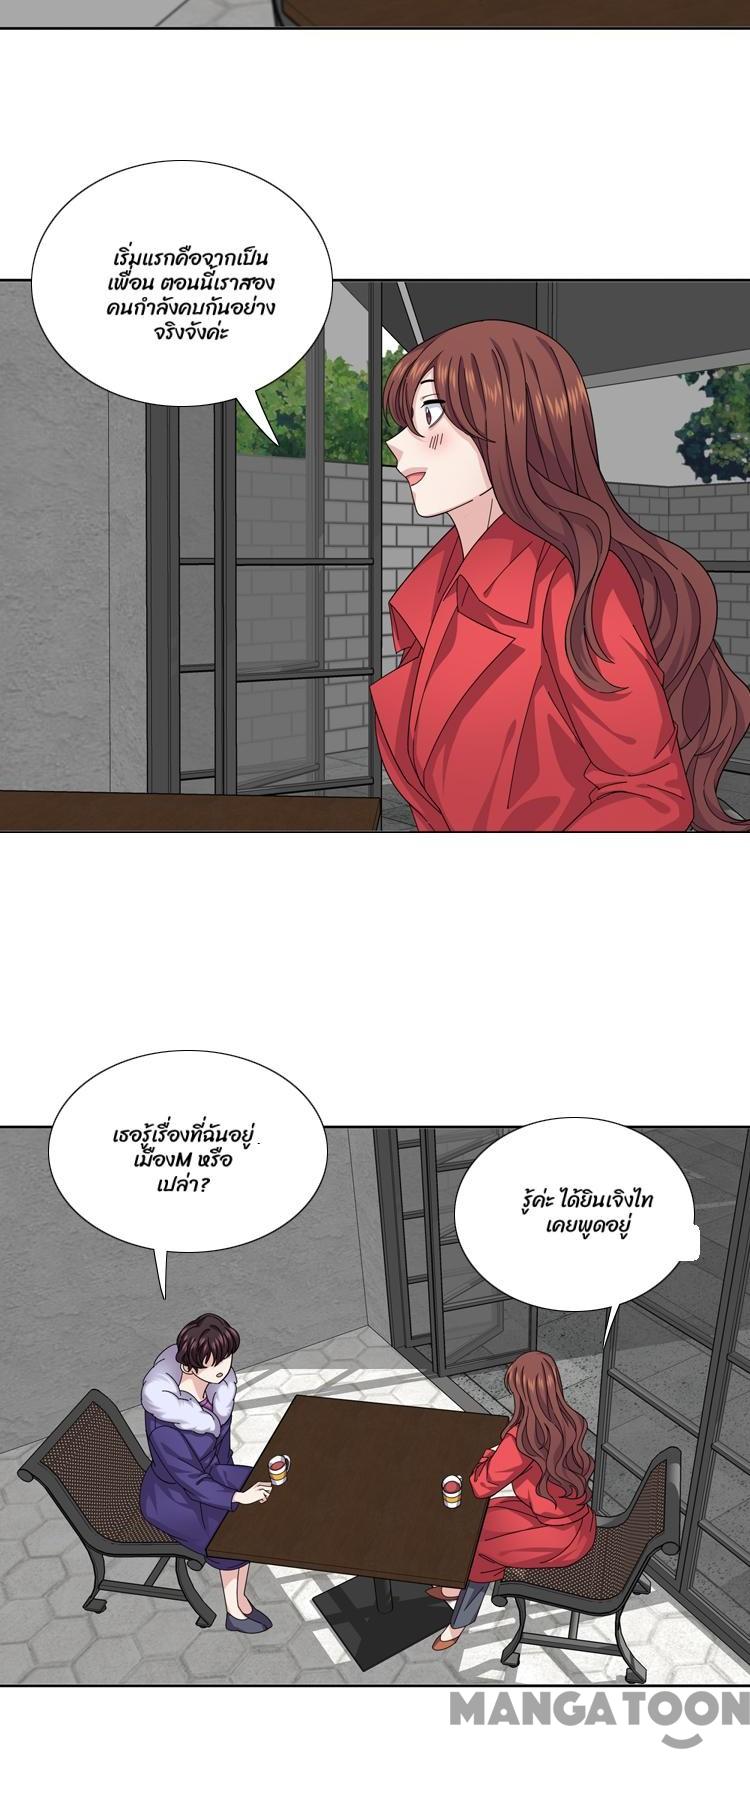 เริ่มแรกคือจากเป็น
เพื่อน ตอนนี้เราสอง
คนกำลังคบกันอย่าง
จริงจังค่ะ
เธอรู้เรื่องที่ฉันอยู่
เมืองM หรือ
เปล่า?
รู้ค่ะ ได้ยินเจิงไท
เคยพูดอยู่
MANGATOON